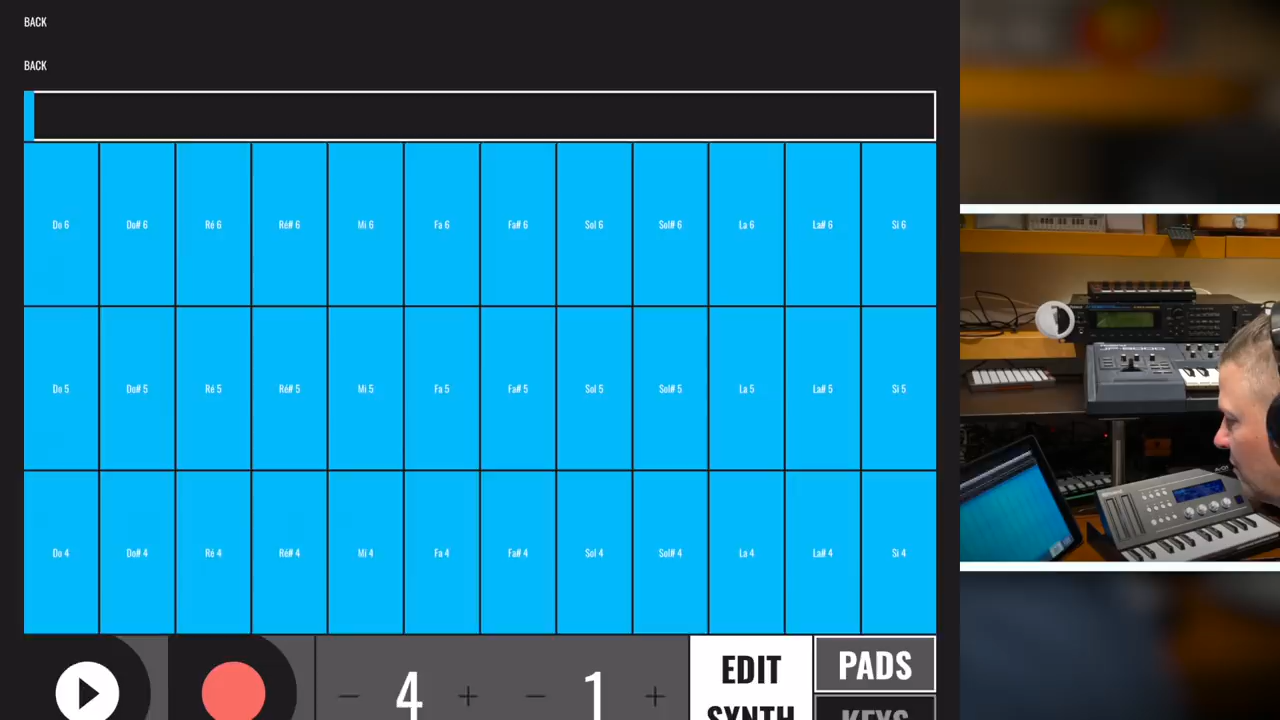 BACK
BACK
Do 6 Do# 6 Ré 6 Ré# 6 Mi 6 Fa 6 Fa# 6 Sol 6 Sol# 6 La 6 La# 6 Si 6
Do 5 Do# 5 Ré 5 Ré# 5 Mi 5 Fa 5 Fa# 5 Sol 5 Sol# 5 La 5 La# 5 Si 5
Do 4 Do# 4 Ré 4 Ré# 4 Mi 4 Fa 4 Fa# 4 Sol 4 Sol# 4 La 4 La# 4 Si 4
− 4 + − 1 +
EDIT
SYNTH
PADS
KEYS